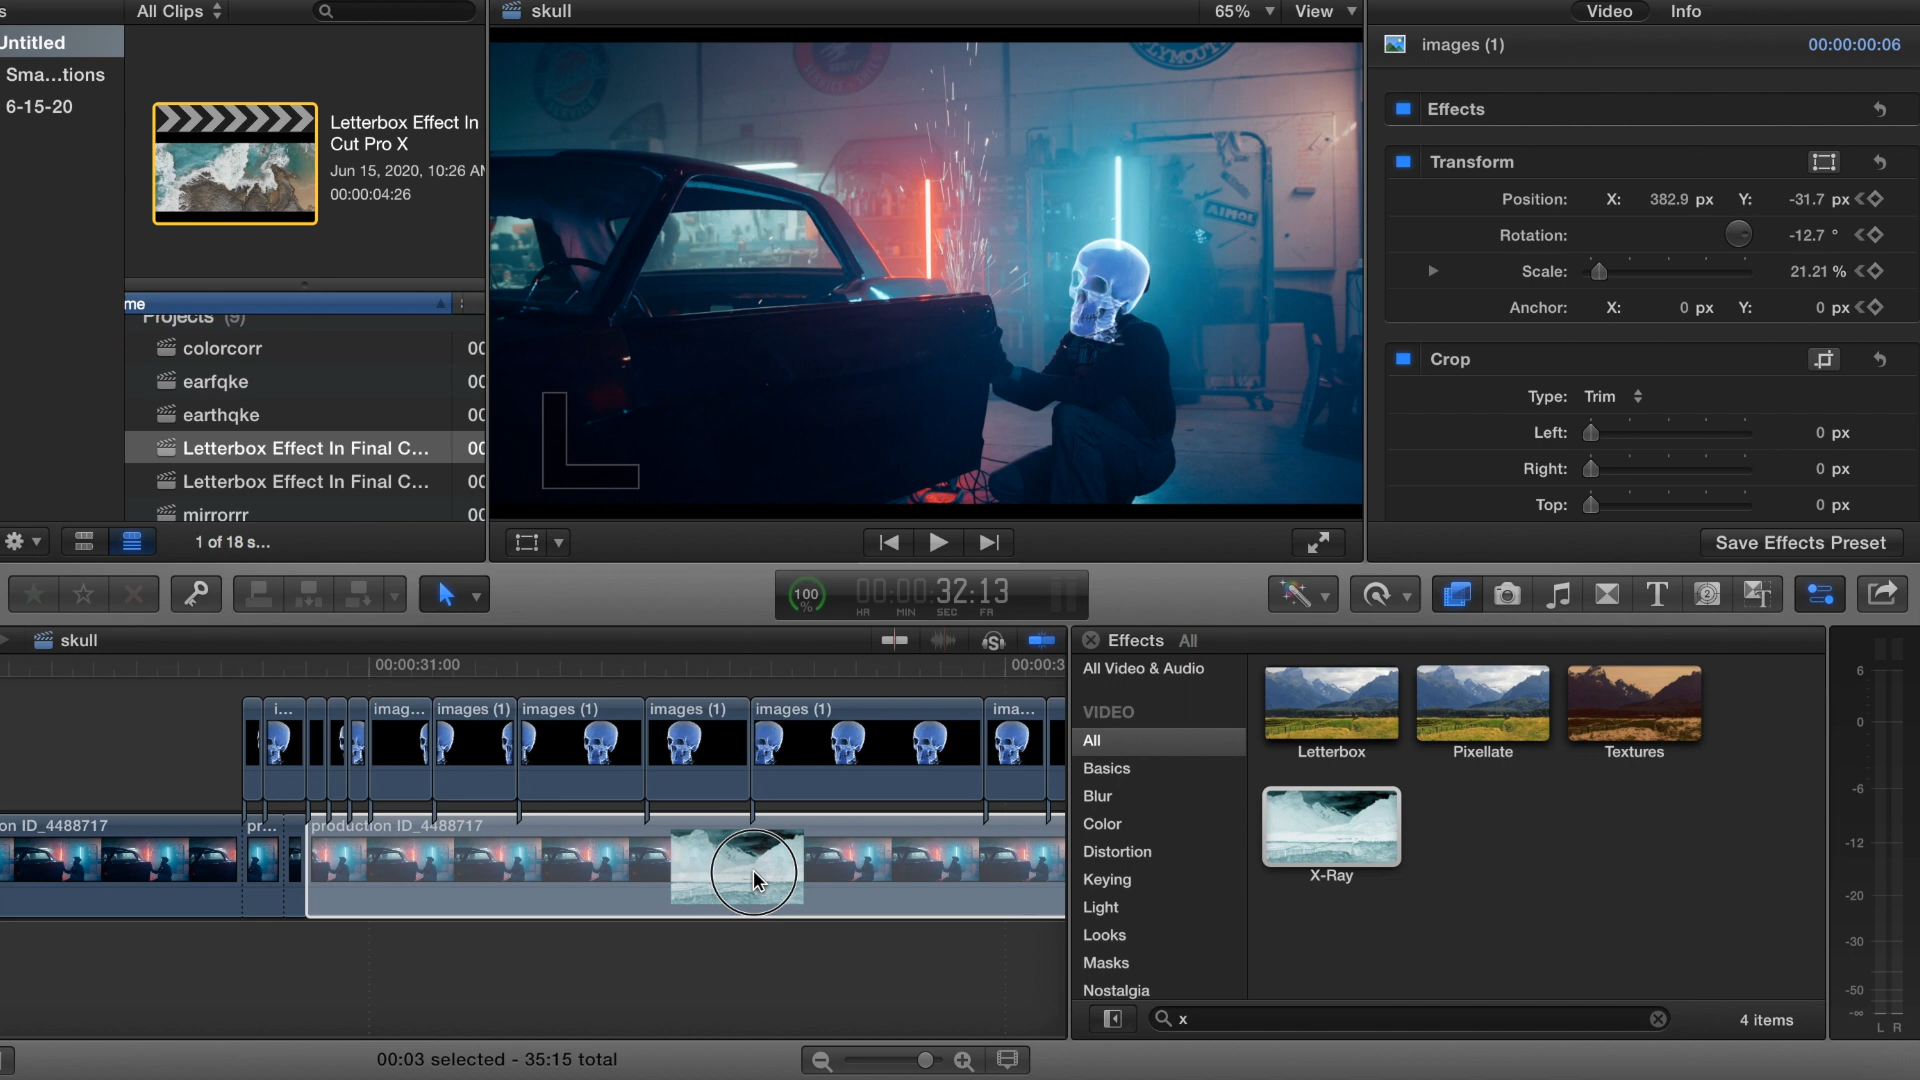 All Clips
skull
65%
View
Video
Info
Untitled
Sma...tions
6-15-20
Letterbox Effect In
Cut Pro X
Jun 15, 2020, 10:26 AM
00:00:04:26
PLYMOUTH
AIMOL
images (1)
00:00:00:06
Effects
Transform
Position: X: 382.9 px Y: -31.7 px
Rotation: -12.7 °
Scale: 21.21 %
Anchor: X: 0 px Y: 0 px
Crop
Type: Trim
Left: 0 px
Right: 0 px
Top: 0 px
Save Effects Preset
me
Projects (9)
colorcorr
earfqke
earthqke
Letterbox Effect In Final C...
Letterbox Effect In Final C...
mirrorrr
1 of 18 s...
100 %
00:00:32:13
HR MIN SEC FR
skull
00:00:31:00
00:00:3
i...
imag...
images (1)
images (1)
images (1)
images (1)
ima...
on ID_4488717
pr...
production ID_4488717
Effects All
All Video & Audio
VIDEO
All
Basics
Blur
Color
Distortion
Keying
Light
Looks
Masks
Nostalgia
Letterbox
Pixellate
Textures
X-Ray
x
4 items
6
0
-6
-12
-20
-30
-50
-∞
L R
00:03 selected - 35:15 total